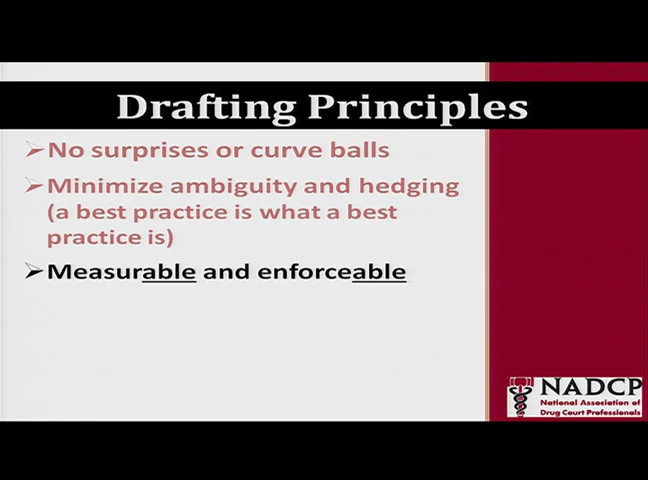 Drafting Principles
No surprises or curve balls
Minimize ambiguity and hedging
(a best practice is what a best
practice is)
Measurable and enforceable
NADCP
National Association of
Drug Court Professionals